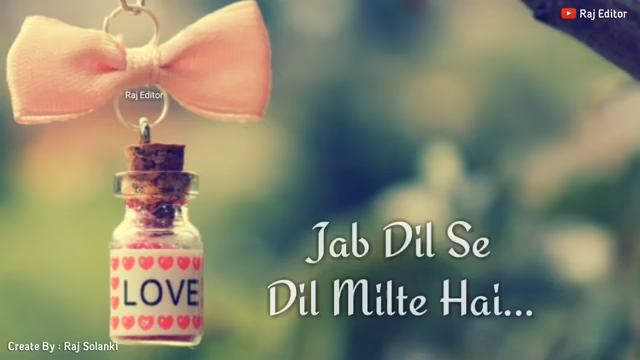 Raj Editor
Raj Editor
LOVE
Jab Dil Se
Dil Milte Hai...
Create By : Raj Solanki